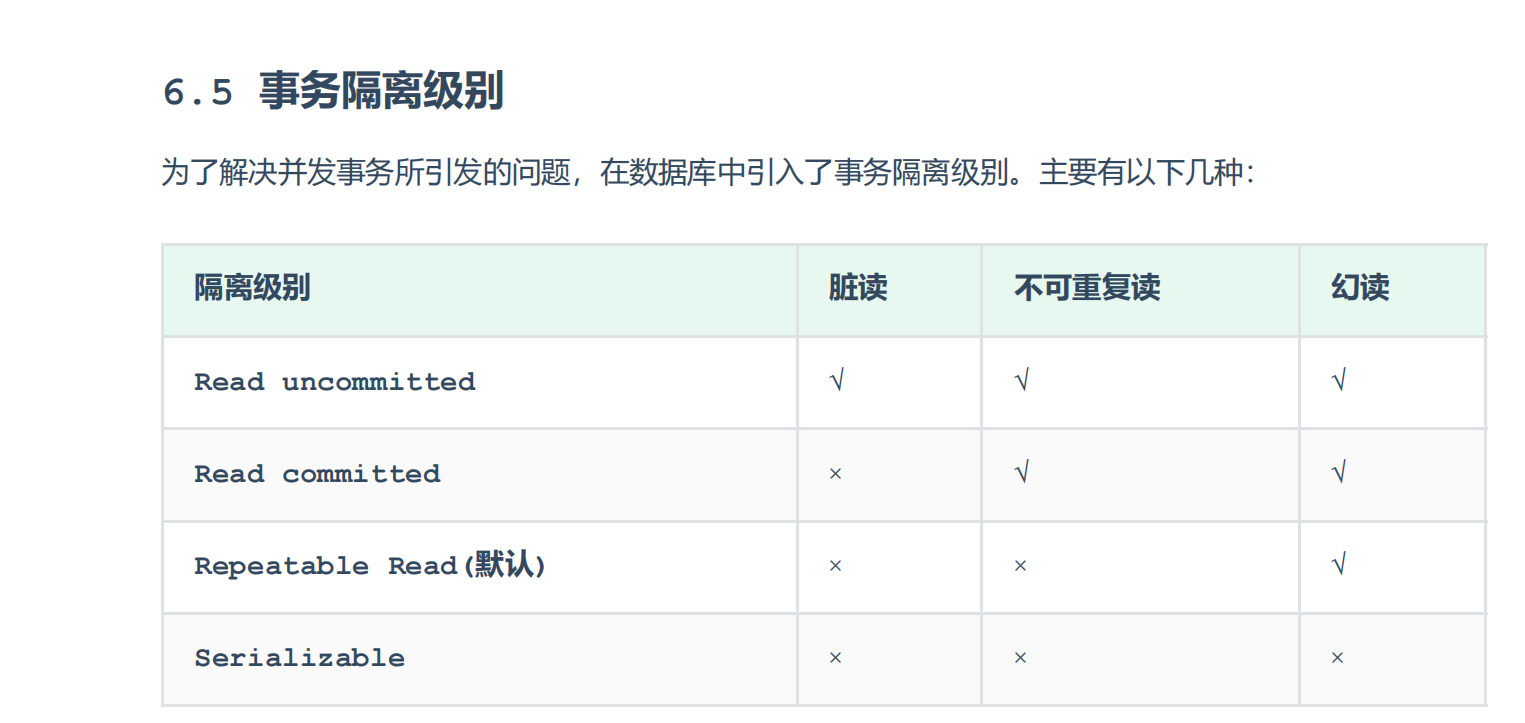 6.5 事务隔离级别
为了解决并发事务所引发的问题，在数据库中引入了事务隔离级别。主要有以下几种：
隔离级别 脏读 不可重复读 幻读
Read uncommitted √ √ √
Read committed × √ √
Repeatable Read(默认) × × √
Serializable × × ×